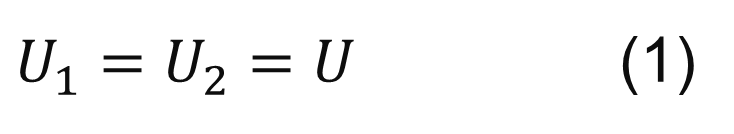 U₁ = U₂ = U (1)